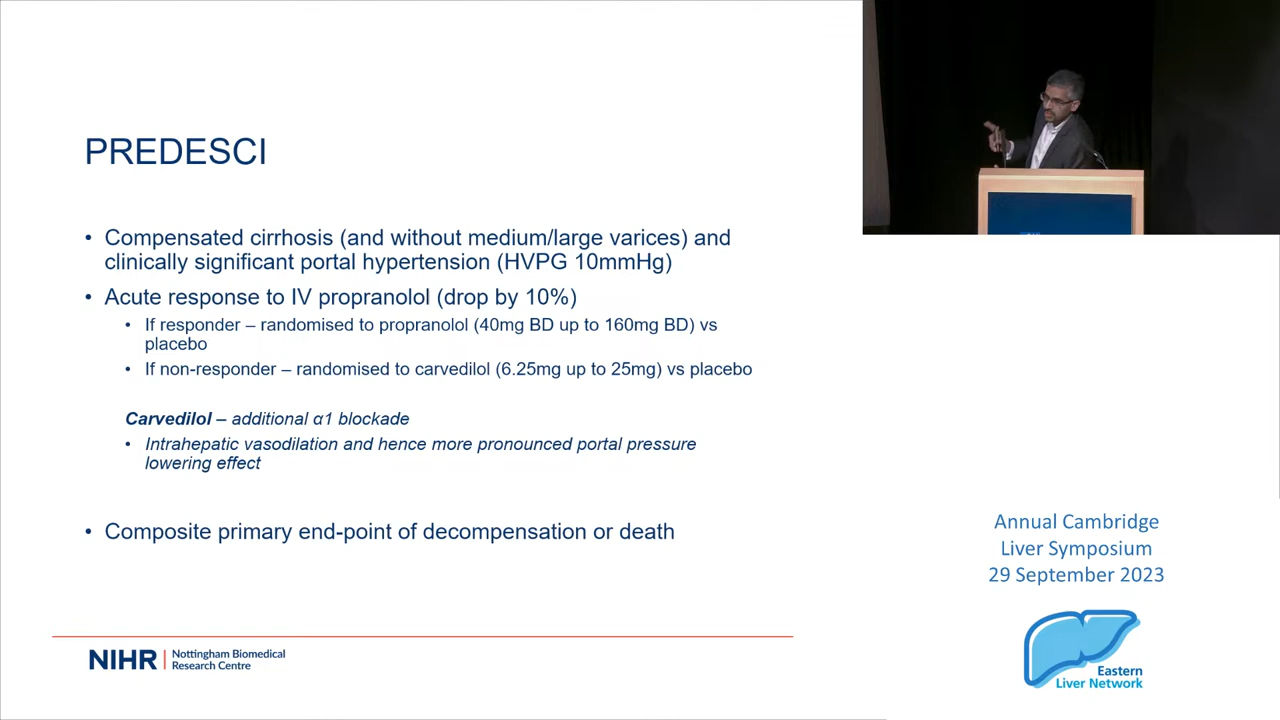 PREDESCI
• Compensated cirrhosis (and without medium/large varices) and
clinically significant portal hypertension (HVPG 10mmHg)
• Acute response to IV propranolol (drop by 10%)
• If responder – randomised to propranolol (40mg BD up to 160mg BD) vs
placebo
• If non-responder – randomised to carvedilol (6.25mg up to 25mg) vs placebo
Carvedilol – additional α1 blockade
• Intrahepatic vasodilation and hence more pronounced portal pressure
lowering effect
• Composite primary end-point of decompensation or death
NIHR | Nottingham Biomedical
Research Centre
Annual Cambridge
Liver Symposium
29 September 2023
Eastern
Liver Network